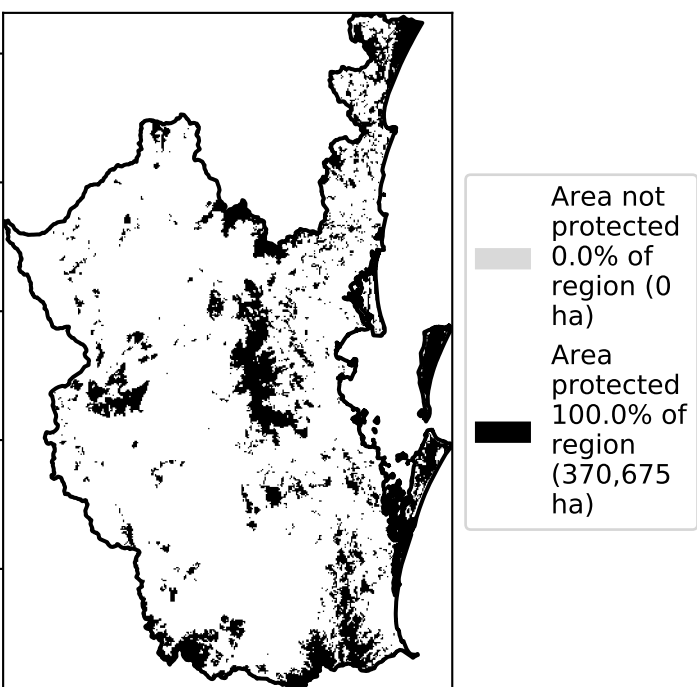 Area not
protected
0.0% of
region (0
ha)
Area
protected
100.0% of
region
(370,675
ha)